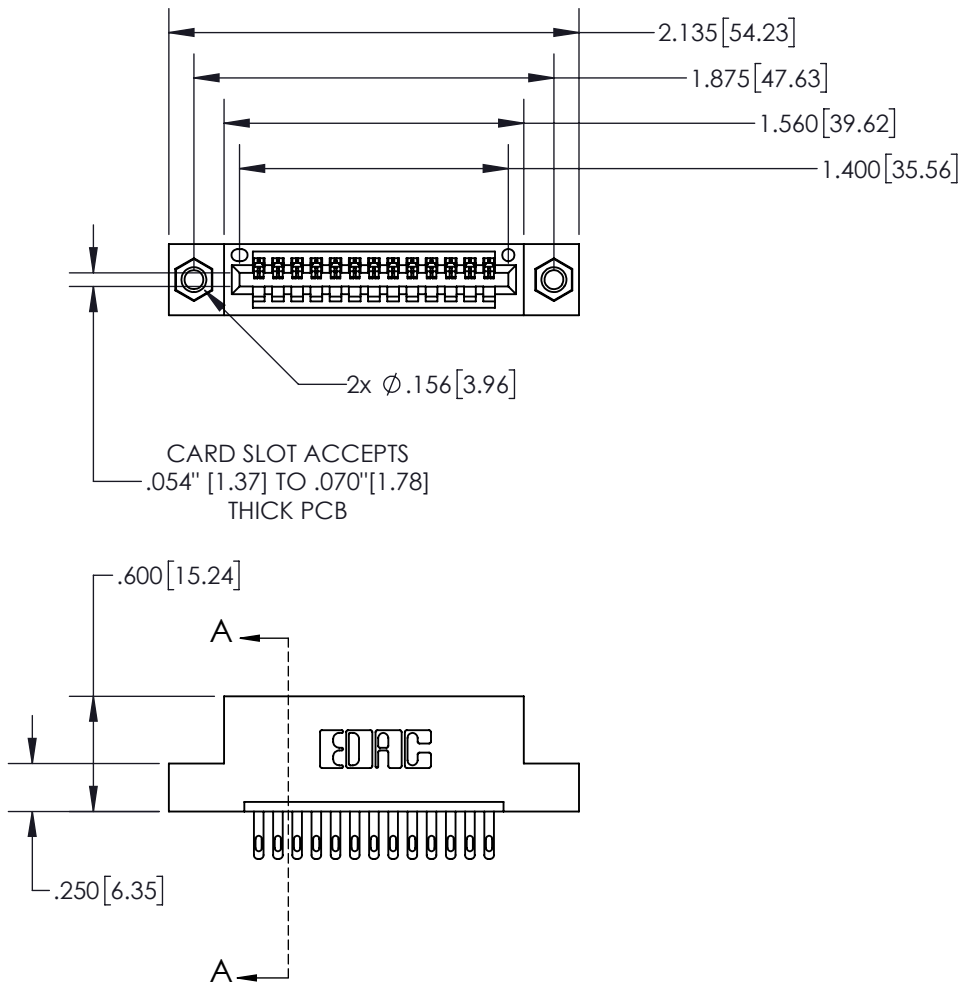 2.135[54.23]
1.875[47.63]
1.560[39.62]
1.400[35.56]
2x ⌀.156[3.96]
CARD SLOT ACCEPTS
.054" [1.37] TO .070"[1.78]
THICK PCB
.600[15.24]
A
EDAC
.250[6.35]
A